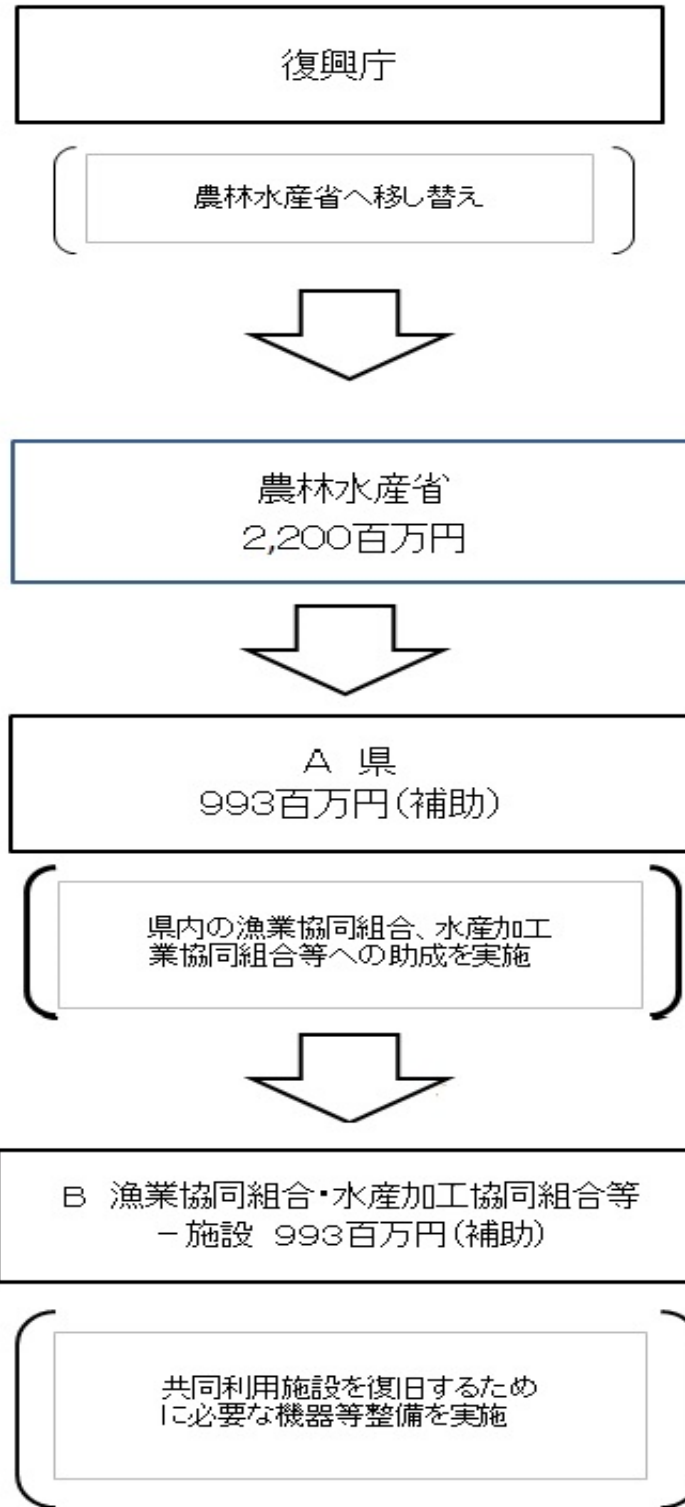 復興庁
農林水産省へ移し替え
農林水産省
2,200百万円
A 県
993百万円(補助)
県内の漁業協同組合、水産加工
業協同組合等への助成を実施
B 漁業協同組合・水産加工協同組合等
－施設 993百万円(補助)
共同利用施設を復旧するため
に必要な機器等整備を実施